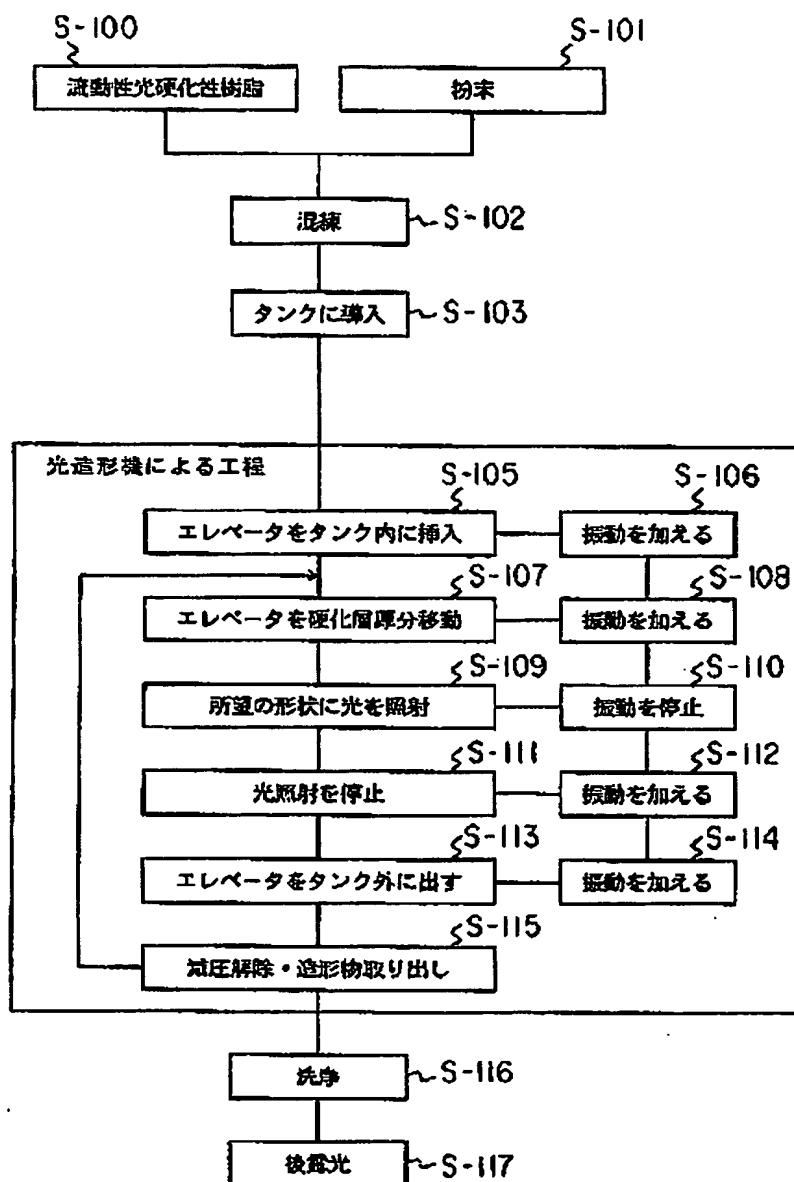 S-100
S-101
流動性光硬化性樹脂
粉末
混練
S-102
タンクに導入
S-103
光造形機による工程
S-105
S-106
エレベータをタンク内に挿入
振動を加える
S-107
S-108
エレベータを硬化層厚分移動
振動を加える
S-109
S-110
所望の形状に光を照射
振動を停止
S-111
S-112
光照射を停止
振動を加える
S-113
S-114
エレベータをタンク外に出す
振動を加える
S-115
減圧解除・造形物取り出し
洗浄
S-116
後露光
S-117